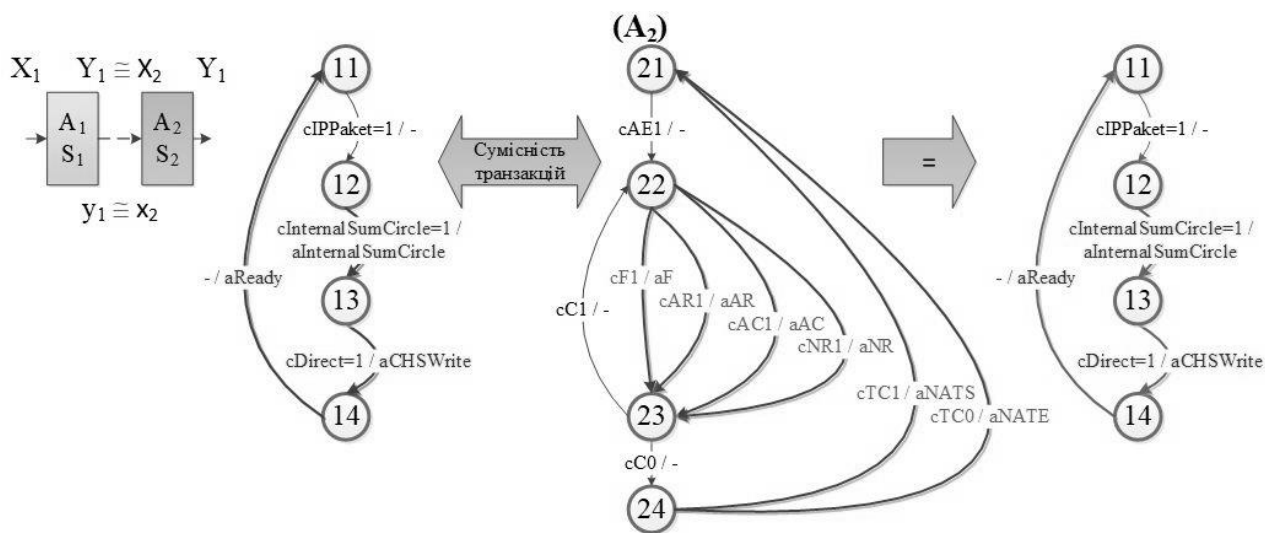 (A₂)
X₁ Y₁ ≅ X₂ Y₁
A₁
S₁
A₂
S₂
y₁ ≅ x₂
11
cIPPaket=1 / -
12
cInternalSumCircle=1 /
aInternalSumCircle
- / aReady
13
cDirect=1 / aCHSWrite
14
Сумісність
транзакцій
21
cAE1 / -
22
cF1 / aF
cAR1 / aAR
cC1 / -
cAC1 / aAC
cNR1 / aNR
cTC1 / aNATS
cTC0 / aNATE
23
cC0 / -
24
=
11
cIPPaket=1 / -
12
cInternalSumCircle=1 /
aInternalSumCircle
- / aReady
13
cDirect=1 / aCHSWrite
14